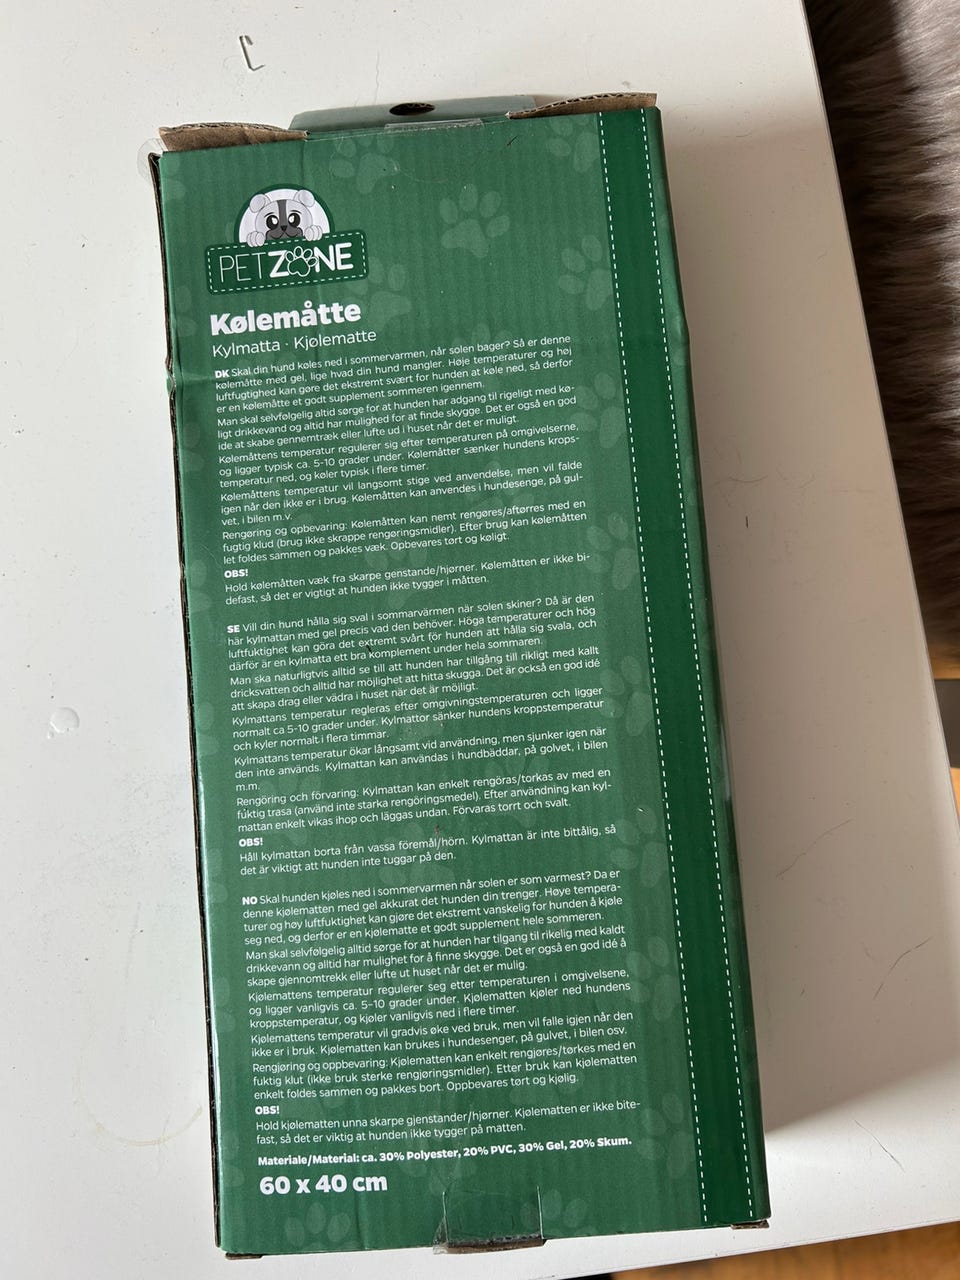 PETZONE
Kølemåtte
Kylmatta · Kjølematte
DK Skal din hund køles ned i sommervarmen, når solen bager? Så er denne
kølemåtte med gel, lige hvad din hund mangler. Høje temperaturer og høj
luftfugtighed kan gøre det ekstremt svært for hunden at køle ned, så derfor
er en kølemåtte et godt supplement sommeren igennem.
Man skal selvfølgelig altid sørge for at hunden har adgang til rigeligt med kø-
ligt drikkevand og altid har mulighed for at finde skygge. Det er også en god
ide at skabe gennemtræk eller lufte ud i huset når det er muligt.
Kølemåttens temperatur regulerer sig efter temperaturen på omgivelserne,
og ligger typisk ca. 5-10 grader under. Kølemåtter sænker hundens krops-
temperatur ned, og køler typisk i flere timer.
Kølemåttens temperatur vil langsomt stige ved anvendelse, men vil falde
igen når den ikke er i brug. Kølemåtten kan anvendes i hundesenge, på gul-
vet, i bilen m.v.
Rengøring og opbevaring: Kølemåtten kan nemt rengøres/aftørres med en
fugtig klud (brug ikke skrappe rengøringsmidler). Efter brug kan kølemåtten
let foldes sammen og pakkes væk. Opbevares tørt og køligt.
OBS!
Hold kølemåtten væk fra skarpe genstande/hjørner. Kølemåtten er ikke bi-
defast, så det er vigtigt at hunden ikke tygger i måtten.
SE Vill din hund hålla sig sval i sommarvärmen när solen skiner? Då är den
här kylmattan med gel precis vad den behöver. Höga temperaturer och hög
luftfuktighet kan göra det extremt svårt för hunden att hålla sig svala, och
därför är en kylmatta ett bra komplement under hela sommaren.
Man ska naturligtvis alltid se till att hunden har tillgång till rikligt med kallt
dricksvatten och alltid har möjlighet att hitta skugga. Det är också en god idé
att skapa drag eller vädra i huset när det är möjligt.
Kylmattans temperatur regleras efter omgivningstemperaturen och ligger
normalt ca 5-10 grader under. Kylmattor sänker hundens kroppstemperatur
och kyler normalt i flera timmar.
Kylmattans temperatur ökar långsamt vid användning, men sjunker igen när
den inte används. Kylmattan kan användas i hundbäddar, på golvet, i bilen
m.m.
Rengöring och förvaring: Kylmattan kan enkelt rengöras/torkas av med en
fuktig trasa (använd inte starka rengöringsmedel). Efter användning kan kyl-
mattan enkelt vikas ihop och läggas undan. Förvaras torrt och svalt.
OBS!
Håll kylmattan borta från vassa föremål/hörn. Kylmattan är inte bittålig, så
det är viktigt att hunden inte tuggar på den.
NO Skal hunden kjøles ned i sommervarmen når solen er som varmest? Da er
denne kjølematten med gel akkurat det hunden din trenger. Høye tempera-
turer og høy luftfuktighet kan gjøre det ekstremt vanskelig for hunden å kjøle
seg ned, og derfor er en kjølematte et godt supplement hele sommeren.
Man skal selvfølgelig alltid sørge for at hunden har tilgang til rikelig med kaldt
drikkevann og alltid har mulighet for å finne skygge. Det er også en god idé å
skape gjennomtrekk eller lufte ut huset når det er mulig.
Kjølemattens temperatur regulerer seg etter temperaturen i omgivelsene,
og ligger vanligvis ca. 5-10 grader under. Kjølematten kjøler ned hundens
kroppstemperatur, og kjøler vanligvis ned i flere timer.
Kjølemattens temperatur vil gradvis øke ved bruk, men vil falle igjen når den
ikke er i bruk. Kjølematten kan brukes i hundesenger, på gulvet, i bilen osv.
Rengjøring og oppbevaring: Kjølematten kan enkelt rengjøres/tørkes med en
fuktig klut (ikke bruk sterke rengjøringsmidler). Etter bruk kan kjølematten
enkelt foldes sammen og pakkes bort. Oppbevares tørt og kjølig.
OBS!
Hold kjølematten unna skarpe gjenstander/hjørner. Kjølematten er ikke bite-
fast, så det er viktig at hunden ikke tygger på matten.
Materiale/Material: ca. 30% Polyester, 20% PVC, 30% Gel, 20% Skum.
60 x 40 cm